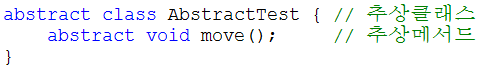 abstract class AbstractTest { // 추상클래스
    abstract void move();      // 추상메서드
}